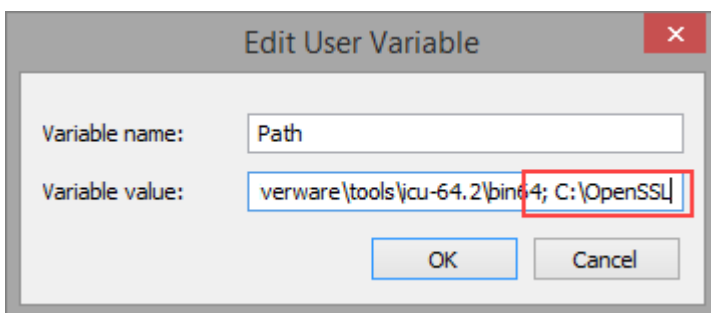 Edit User Variable
Variable name: Path
Variable value: verware\tools\icu-64.2\bin64; C:\OpenSSL
OK Cancel